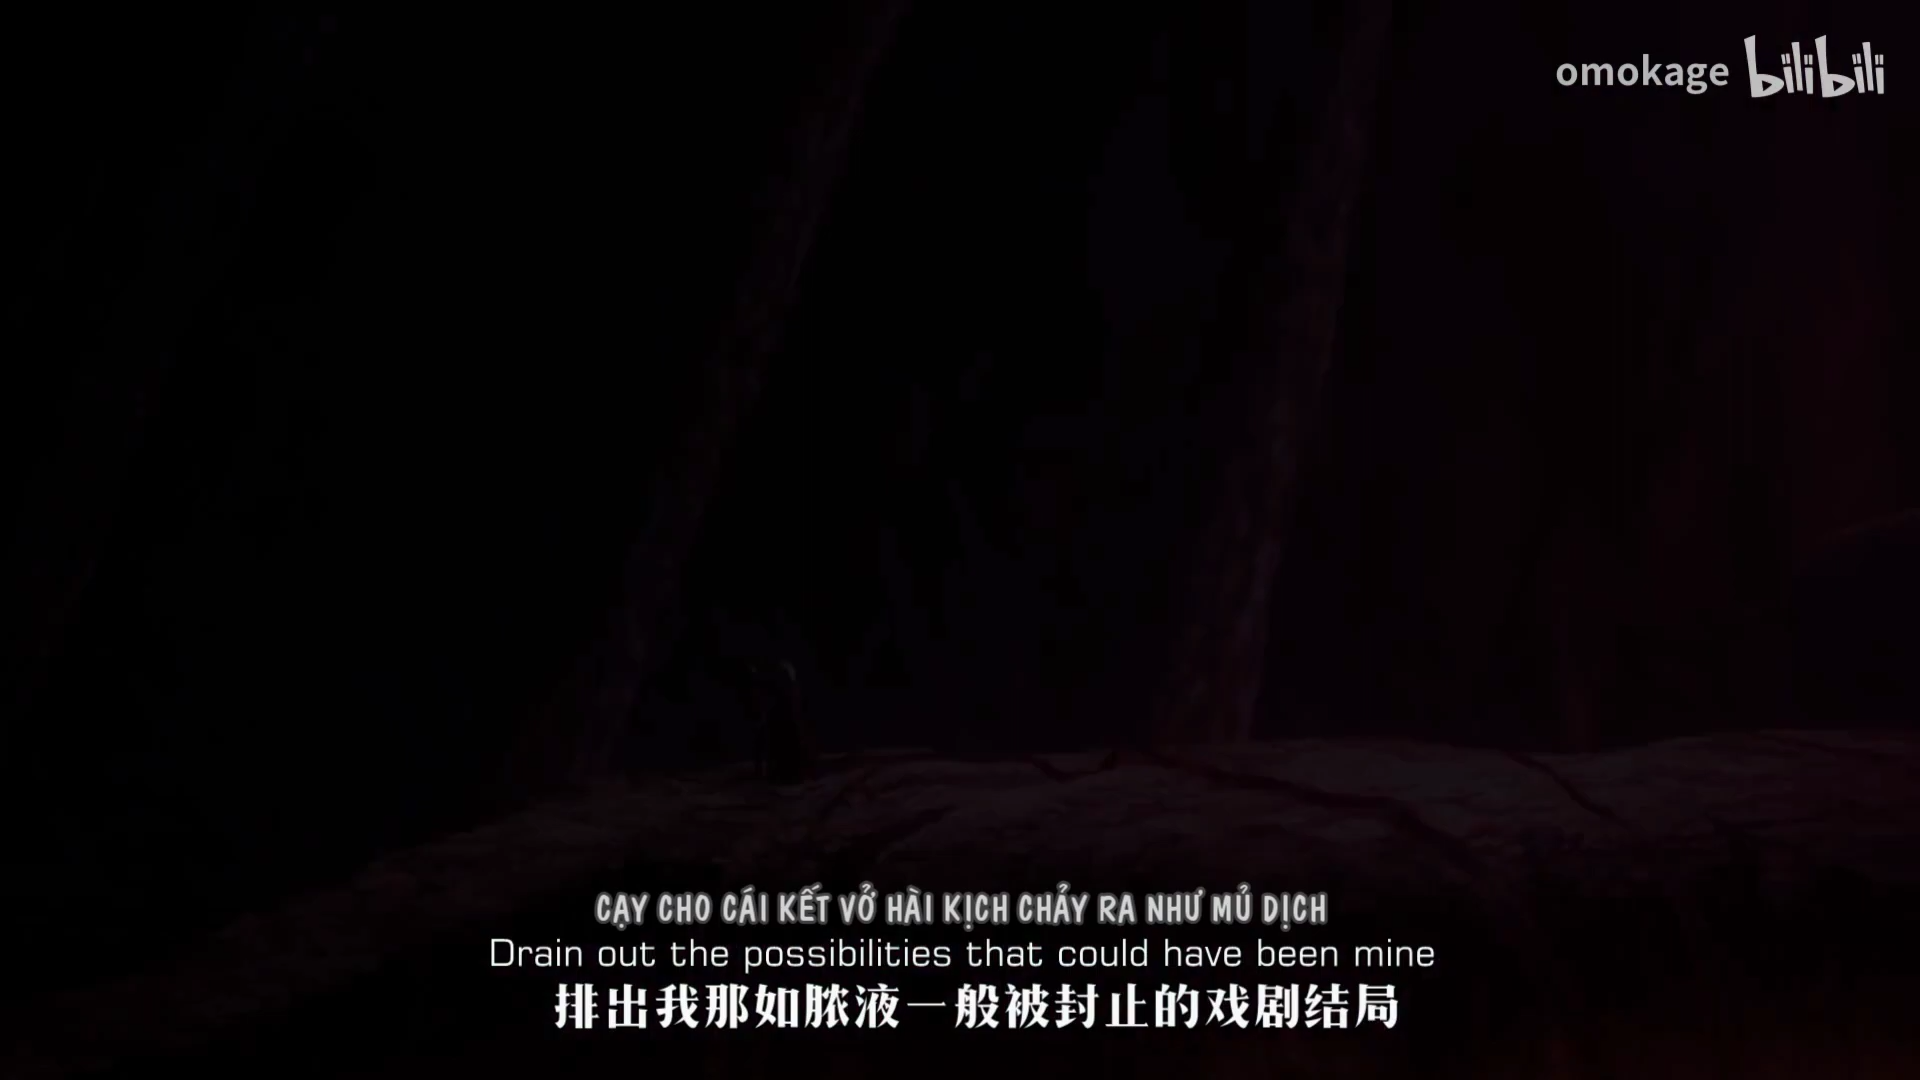 omokage bilibili
CẠY CHO CÁI KẾT VỞ HÀI KỊCH CHẢY RA NHƯ MỦ DỊCH
Drain out the possibilities that could have been mine
排出我那如脓液一般被封止的戏剧结局